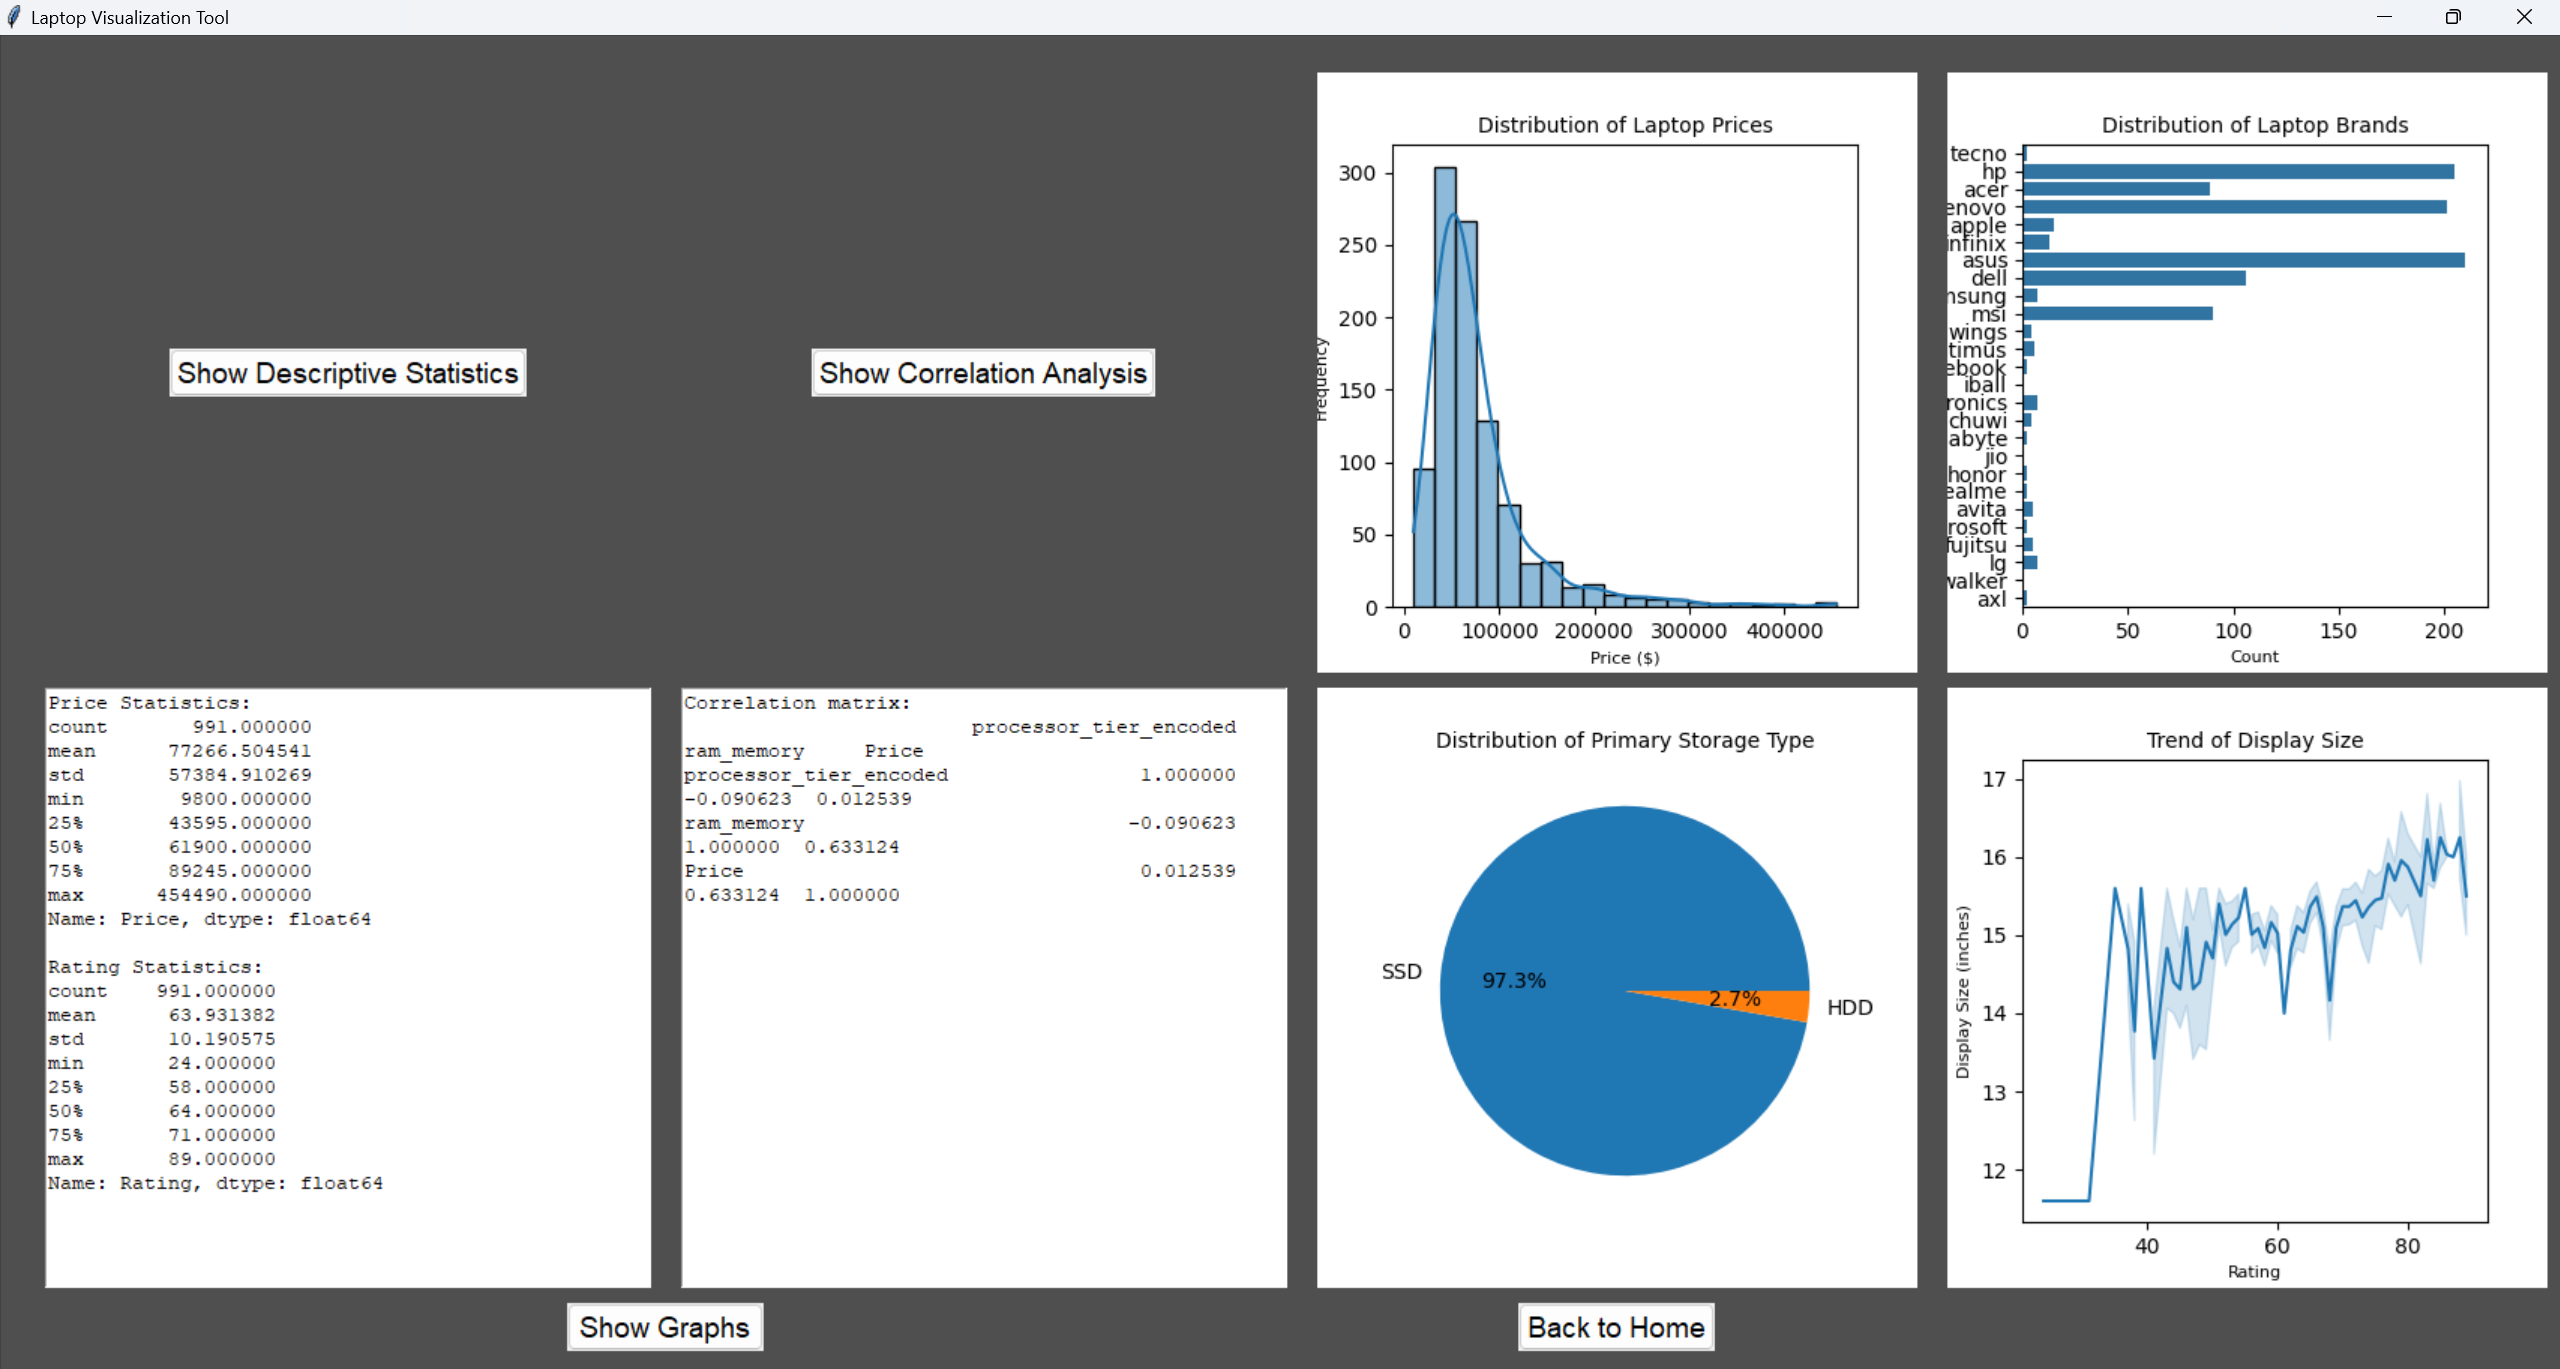 Laptop Visualization Tool
Show Descriptive Statistics
Show Correlation Analysis
Distribution of Laptop Prices
300
250
200
150
100
50
0
Frequency
0 100000 200000 300000 400000
Price ($)
Distribution of Laptop Brands
tecno
hp
acer
enovo
apple
infinix
asus
dell
nsung
msi
wings
timus
ebook
iball
ronics
chuwi
abyte
jio
honor
ealme
avita
rosoft
fujitsu
lg
walker
axl
0 50 100 150 200
Count
Price Statistics:
count 991.000000
mean 77266.504541
std 57384.910269
min 9800.000000
25% 43595.000000
50% 61900.000000
75% 89245.000000
max 454490.000000
Name: Price, dtype: float64
Rating Statistics:
count 991.000000
mean 63.931382
std 10.190575
min 24.000000
25% 58.000000
50% 64.000000
75% 71.000000
max 89.000000
Name: Rating, dtype: float64
Correlation matrix:
processor_tier_encoded
ram_memory Price
processor_tier_encoded 1.000000
-0.090623 0.012539
ram_memory -0.090623
1.000000 0.633124
Price 0.012539
0.633124 1.000000
Distribution of Primary Storage Type
SSD
97.3%
2.7%
HDD
Trend of Display Size
17
16
15
14
13
12
Display Size (inches)
40 60 80
Rating
Show Graphs
Back to Home